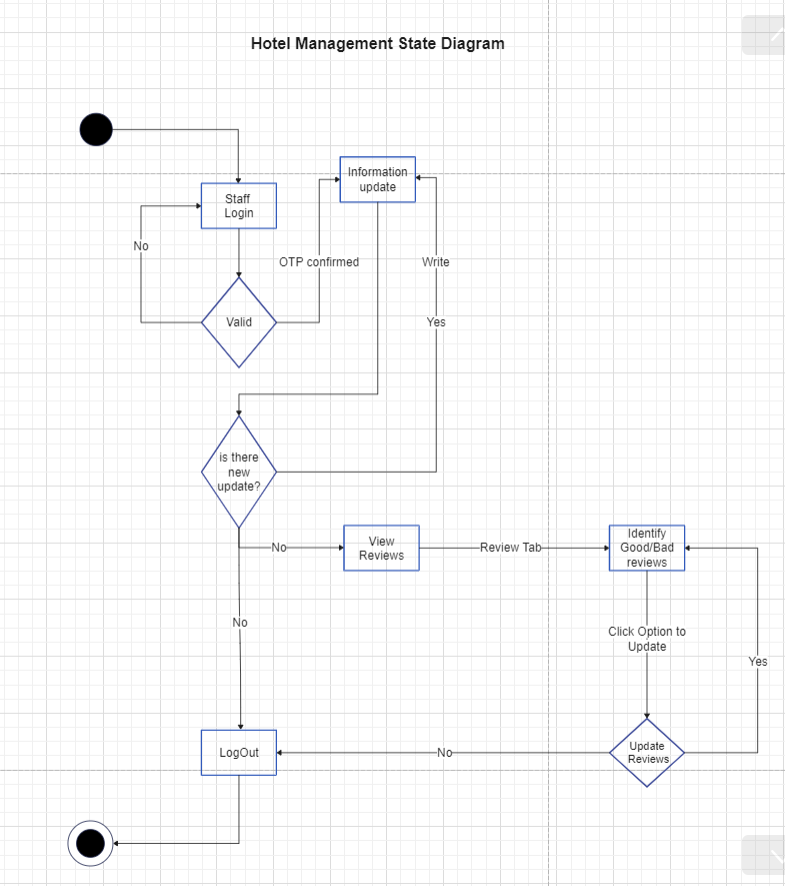 Hotel Management State Diagram
Information
update
Staff
Login
No
OTP confirmed
Write
Valid
Yes
is there
new
update?
No
View
Reviews
Review Tab
Identify
Good/Bad
reviews
No
Click Option to
Update
Yes
LogOut
No
Update
Reviews